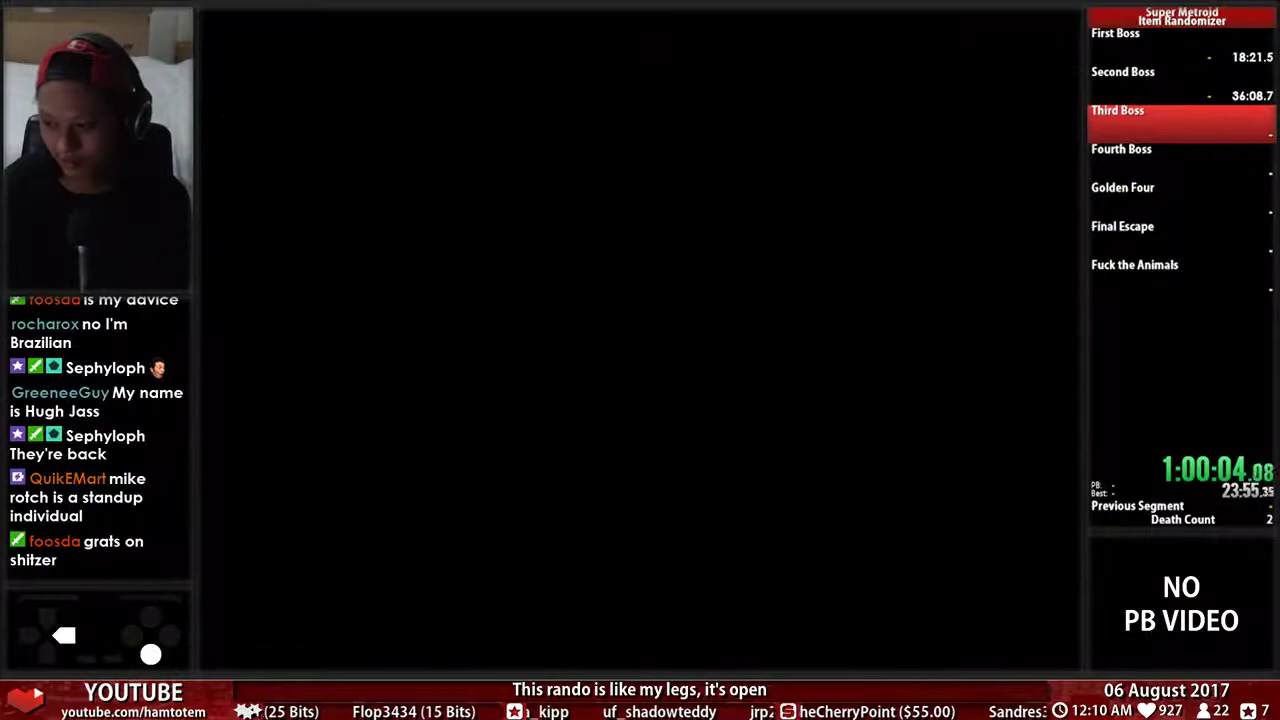 foosda is my advice
rocharox no I'm
Brazilian
Sephyloph
GreeneeGuy My name
is Hugh Jass
Sephyloph
They're back
QuikEMart mike
rotch is a standup
individual
foosda grats on
shitzer
Super Metroid
Item Randomizer
First Boss
- 18:21.5
Second Boss
- 36:08.7
Third Boss
-
Fourth Boss
-
Golden Four
-
Final Escape
-
Fuck the Animals
-
1:00:04.08
PB: -
Best: -
23:55.35
Previous Segment -
Death Count 2
NO
PB VIDEO
YOUTUBE
youtube.com/hamtotem
This rando is like my legs, it's open
(25 Bits) Flop3434 (15 Bits) _kipp uf_shadowteddy jrp heCherryPoint ($55.00) Sandres
06 August 2017
12:10 AM 927 22 7